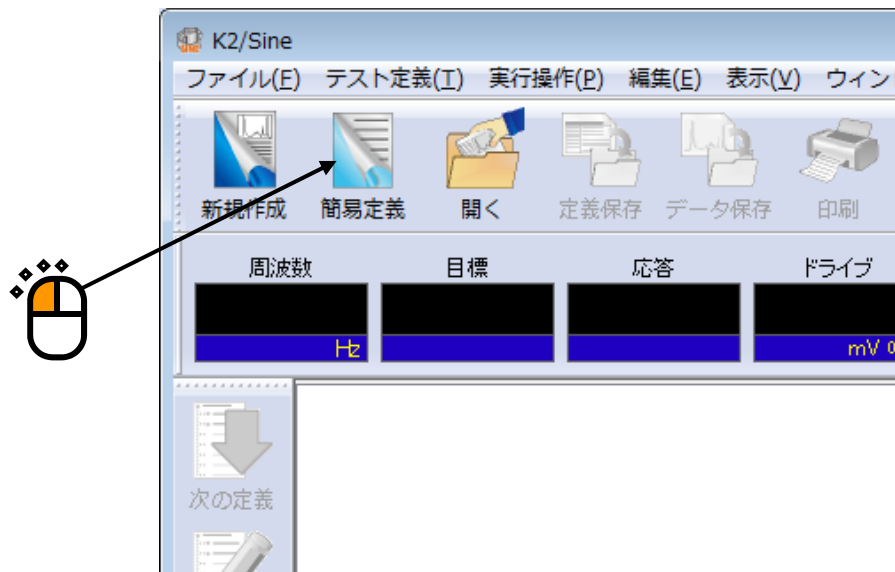 K2/Sine
ファイル(F) テスト定義(T) 実行操作(P) 編集(E) 表示(V) ウィン
新規作成 簡易定義 開く 定義保存 データ保存 印刷
周波数 目標 応答 ドライブ
Hz mV 0
次の定義